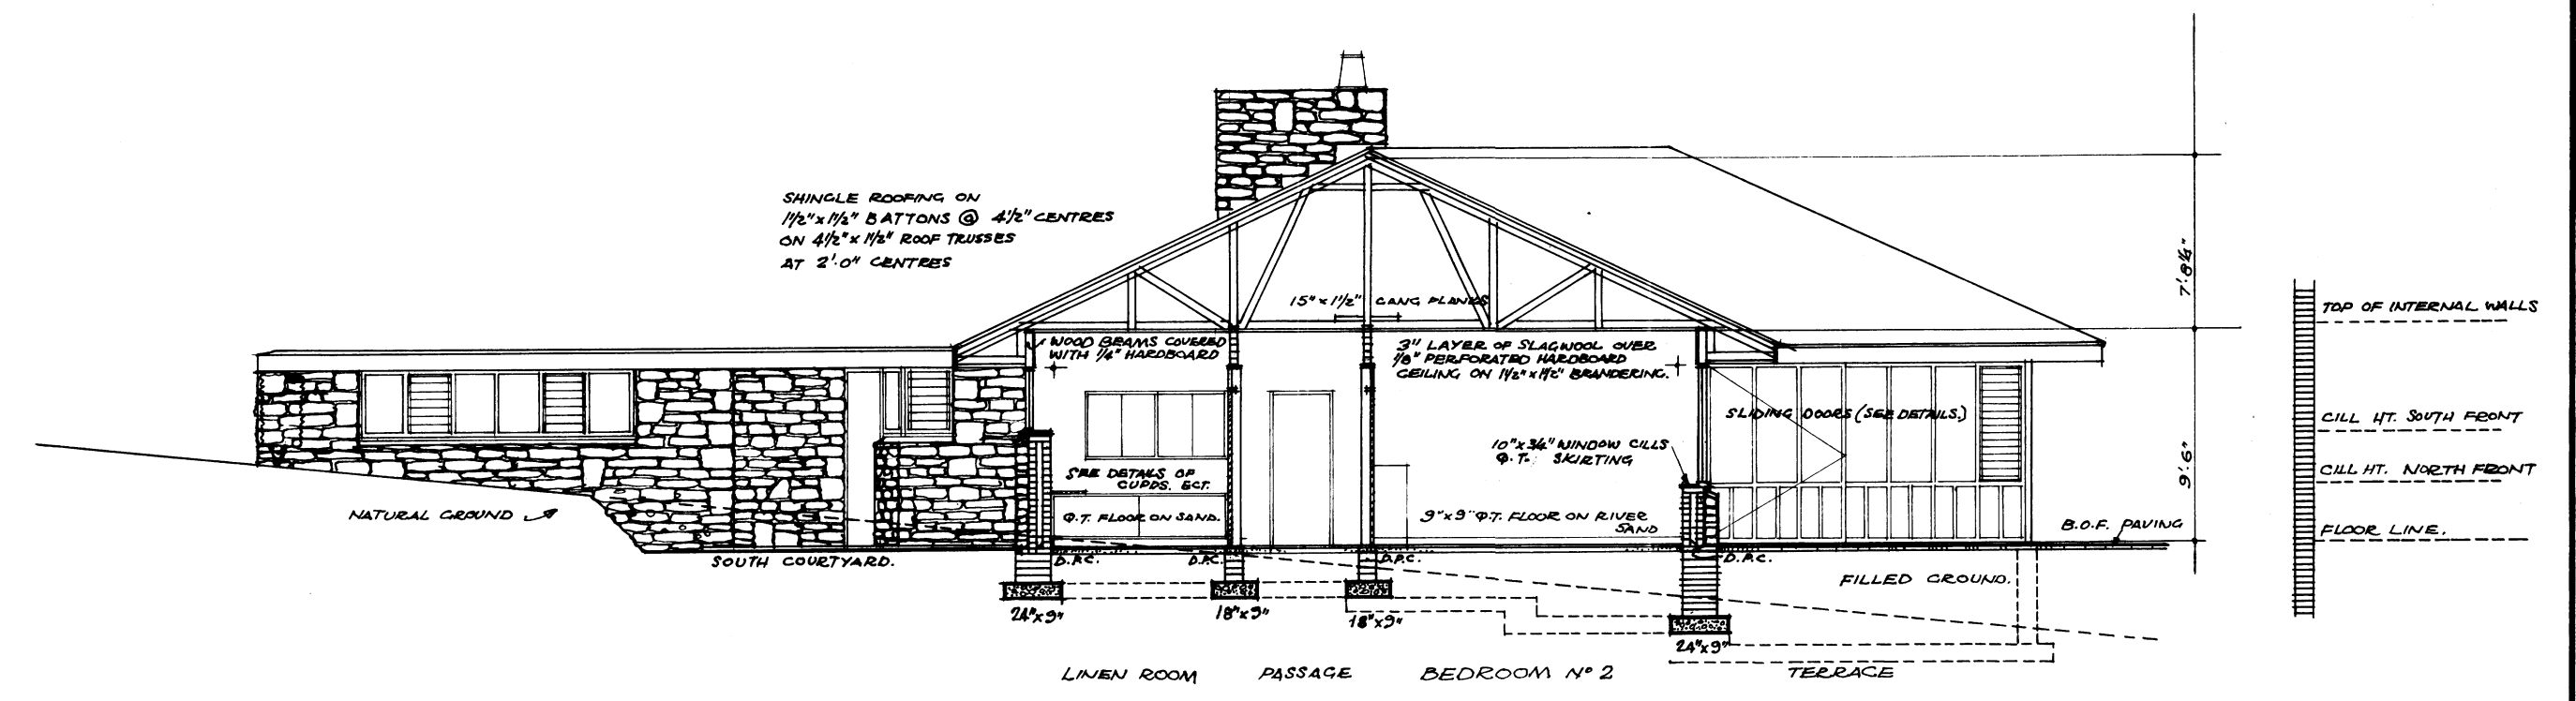 SHINGLE ROOFING ON
1½"x1½" BATTONS @ 4½" CENTRES
ON 4½"x1½" ROOF TRUSSES
AT 2'.0" CENTRES
15"x1½" GANG PLANKS
WOOD BEAMS COVERED
WITH ¼" HARDBOARD
3" LAYER OF SLAGWOOL OVER
⅛" PERFORATED HARDBOARD
CEILING ON 1½"x1½" BRANDERING.
SLIDING DOORS (SEE DETAILS.)
10"x¾" WINDOW CILLS
Q.T. SKIRTING
SEE DETAILS OF
CUPDS. ECT.
Q.T. FLOOR ON SAND.
9"x9" Q.T. FLOOR ON RIVER
SAND
NATURAL GROUND
SOUTH COURTYARD.
D.P.C.
D.P.C.
D.P.C.
D.P.C.
B.O.F. PAVING
FILLED GROUND.
24"x9"
18"x9"
18"x9"
24"x9"
LINEN ROOM
PASSAGE
BEDROOM Nº 2
TERRACE
7'.8¼"
9'.6"
TOP OF INTERNAL WALLS
CILL HT. SOUTH FRONT
CILL HT. NORTH FRONT
FLOOR LINE.